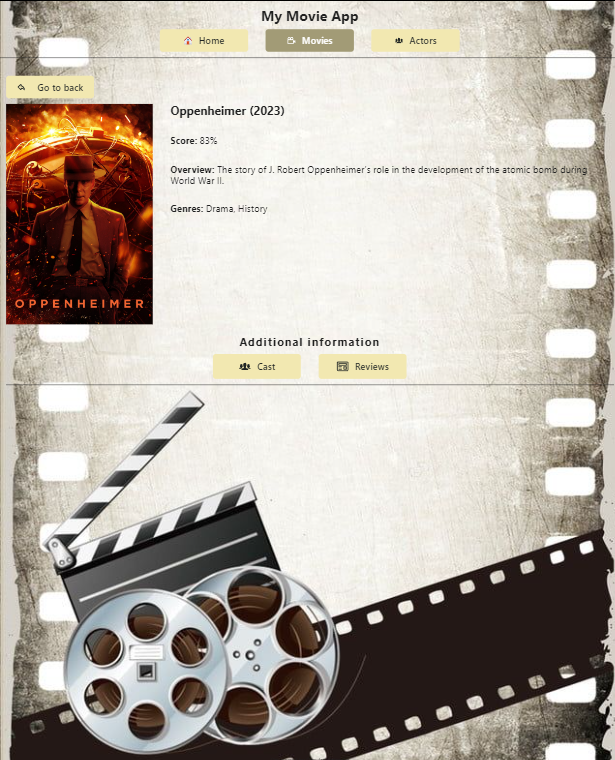 My Movie App
Home
Movies
Actors
Go to back
OPPENHEIMER
Oppenheimer (2023)
Score: 83%
Overview: The story of J. Robert Oppenheimer's role in the development of the atomic bomb during
World War II.
Genres: Drama, History
Additional information
Cast
Reviews